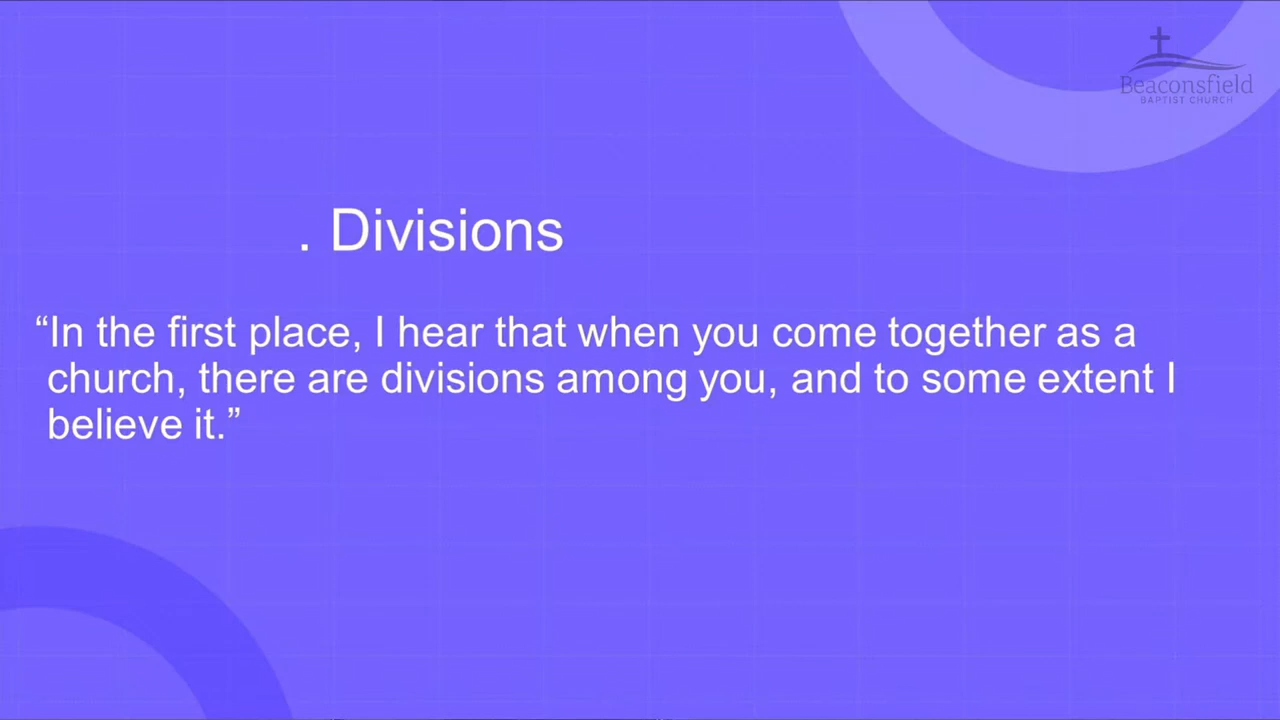 Beaconsfield
BAPTIST CHURCH
. Divisions
“In the first place, I hear that when you come together as a
church, there are divisions among you, and to some extent I
believe it.”